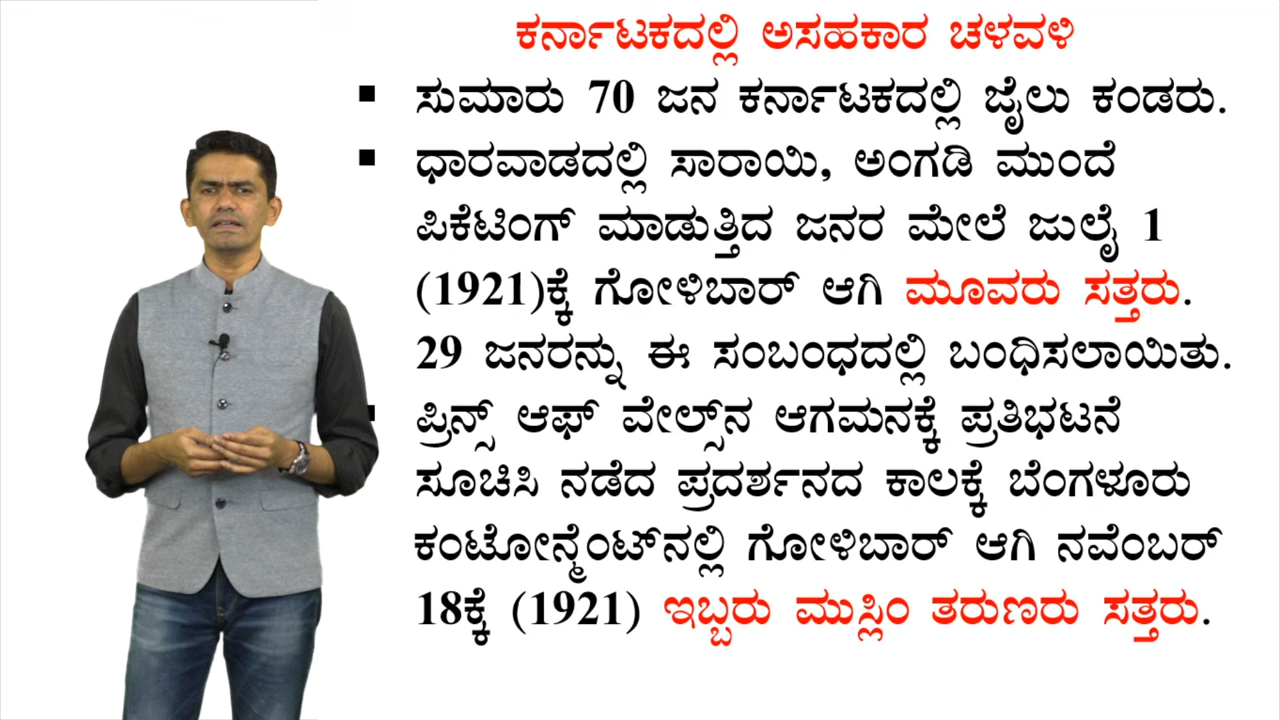 ಕರ್ನಾಟಕದಲ್ಲಿ ಅಸಹಕಾರ ಚಳವಳಿ
▪ ಸುಮಾರು 70 ಜನ ಕರ್ನಾಟಕದಲ್ಲಿ ಜೈಲು ಕಂಡರು.
▪ ಧಾರವಾಡದಲ್ಲಿ ಸಾರಾಯಿ, ಅಂಗಡಿ ಮುಂದೆ
ಪಿಕೆಟಿಂಗ್ ಮಾಡುತ್ತಿದ ಜನರ ಮೇಲೆ ಜುಲೈ 1
(1921)ಕ್ಕೆ ಗೋಳಿಬಾರ್ ಆಗಿ ಮೂವರು ಸತ್ತರು.
29 ಜನರನ್ನು ಈ ಸಂಬಂಧದಲ್ಲಿ ಬಂಧಿಸಲಾಯಿತು.
▪ ಪ್ರಿನ್ಸ್ ಆಫ್ ವೇಲ್ಸ್‌ನ ಆಗಮನಕ್ಕೆ ಪ್ರತಿಭಟನೆ
ಸೂಚಿಸಿ ನಡೆದ ಪ್ರದರ್ಶನದ ಕಾಲಕ್ಕೆ ಬೆಂಗಳೂರು
ಕಂಟೋನ್ಮೆಂಟ್‌ನಲ್ಲಿ ಗೋಳಿಬಾರ್ ಆಗಿ ನವೆಂಬರ್
18ಕ್ಕೆ (1921) ಇಬ್ಬರು ಮುಸ್ಲಿಂ ತರುಣರು ಸತ್ತರು.